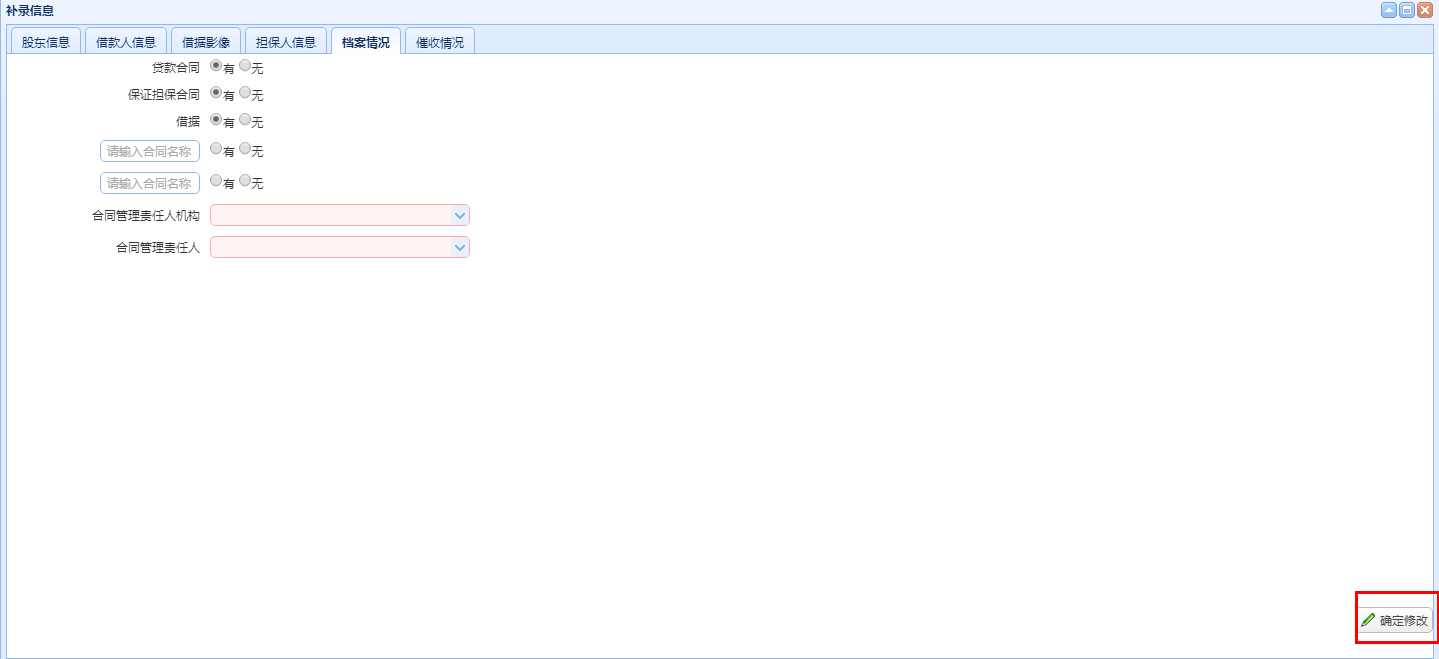 补录信息
股东信息 借款人信息 借据影像 担保人信息 档案情况 催收情况
贷款合同 有 无
保证担保合同 有 无
借据 有 无
请输入合同名称 有 无
请输入合同名称 有 无
合同管理责任人机构
合同管理责任人
确定修改